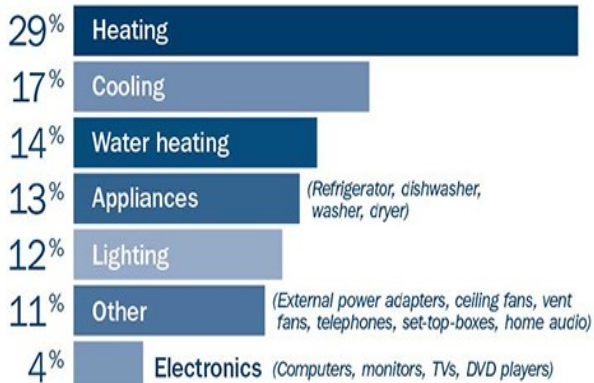 29% Heating
17% Cooling
14% Water heating
13% Appliances (Refrigerator, dishwasher,
washer, dryer)
12% Lighting
11% Other (External power adapters, ceiling fans, vent
fans, telephones, set-top-boxes, home audio)
4% Electronics (Computers, monitors, TVs, DVD players)